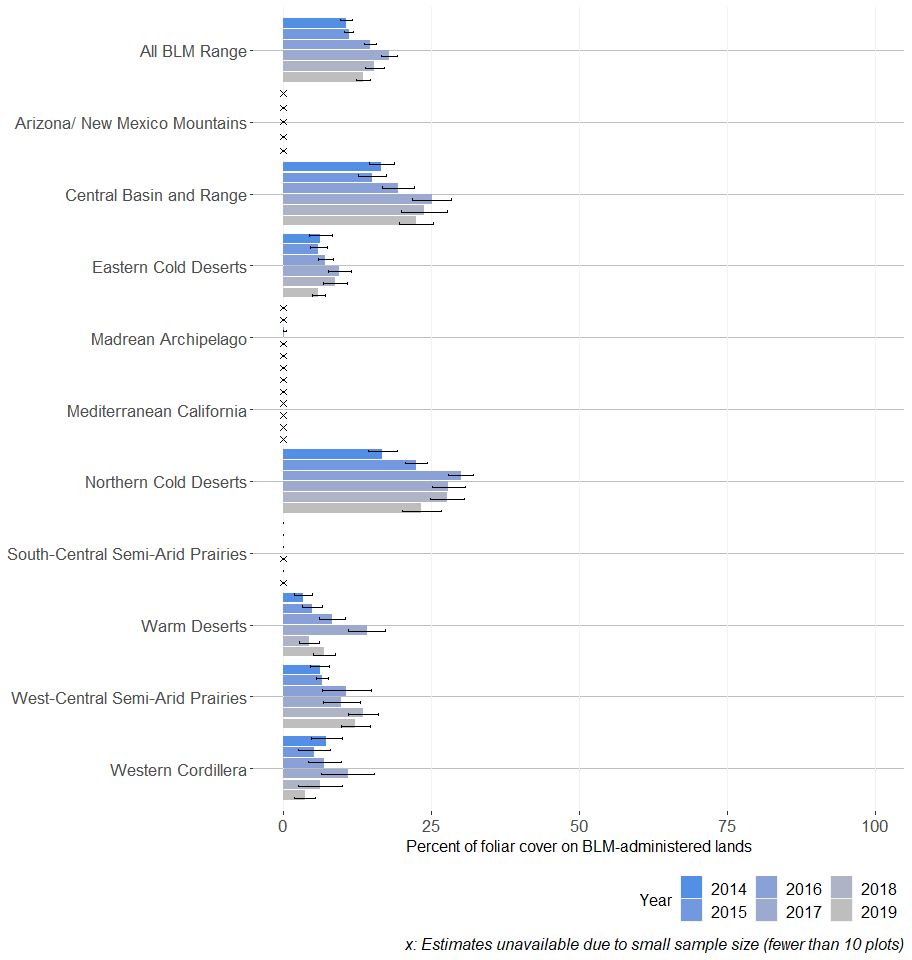 All BLM Range
Arizona/ New Mexico Mountains
Central Basin and Range
Eastern Cold Deserts
Madrean Archipelago
Mediterranean California
Northern Cold Deserts
South-Central Semi-Arid Prairies
Warm Deserts
West-Central Semi-Arid Prairies
Western Cordillera
0 25 50 75 100
Percent of foliar cover on BLM-administered lands
Year
2014 2016 2018
2015 2017 2019
x: Estimates unavailable due to small sample size (fewer than 10 plots)